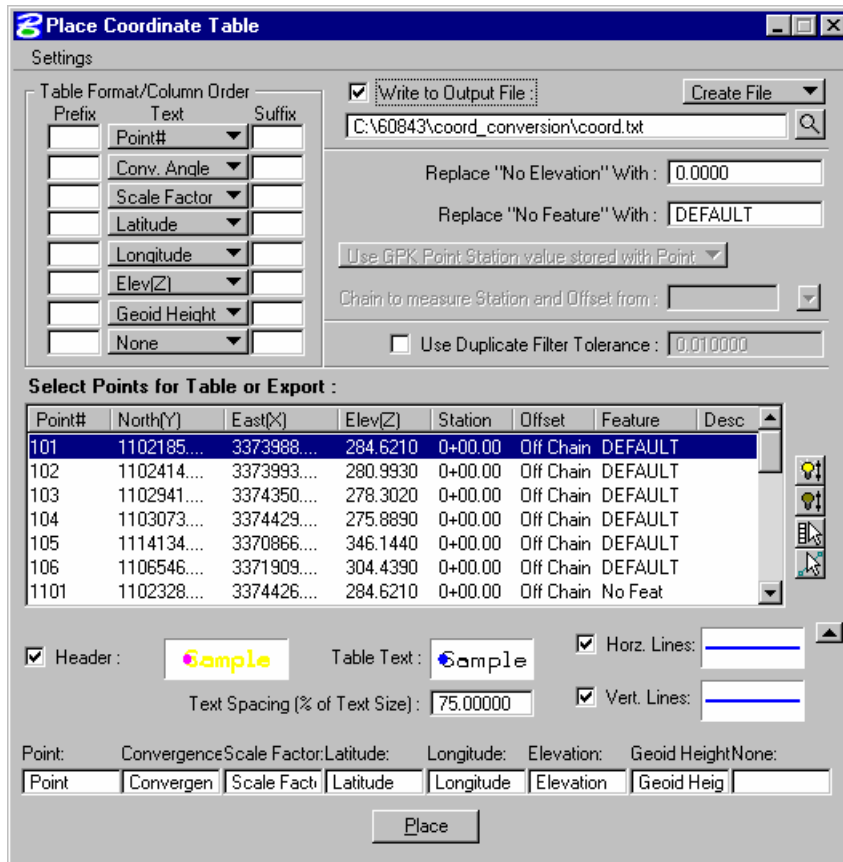 Place Coordinate Table
Settings
Table Format/Column Order
Prefix Text Suffix
Point#
Conv. Angle
Scale Factor
Latitude
Longitude
Elev(Z)
Geoid Height
None
Write to Output File : Create File
C:\60843\coord_conversion\coord.txt
Replace "No Elevation" With : 0.0000
Replace "No Feature" With : DEFAULT
Use GPK Point Station value stored with Point
Chain to measure Station and Offset from :
Use Duplicate Filter Tolerance : 0.010000
Select Points for Table or Export :
Point# North(Y) East(X) Elev(Z) Station Offset Feature Desc
101 1102185.... 3373988.... 284.6210 0+00.00 Off Chain DEFAULT
102 1102414.... 3373993.... 280.9930 0+00.00 Off Chain DEFAULT
103 1102941.... 3374350.... 278.3020 0+00.00 Off Chain DEFAULT
104 1103073.... 3374429.... 275.8890 0+00.00 Off Chain DEFAULT
105 1114134.... 3370866.... 346.1440 0+00.00 Off Chain DEFAULT
106 1106546.... 3371909.... 304.4390 0+00.00 Off Chain DEFAULT
1101 1102328.... 3374426.... 284.6210 0+00.00 Off Chain No Feat
Header : Sample Table Text : Sample Horz. Lines:
Text Spacing (% of Text Size) : 75.00000 Vert. Lines:
Point: Convergence Scale Factor: Latitude: Longitude: Elevation: Geoid Height None:
Point Convergen Scale Fact Latitude Longitude Elevation Geoid Heig
Place